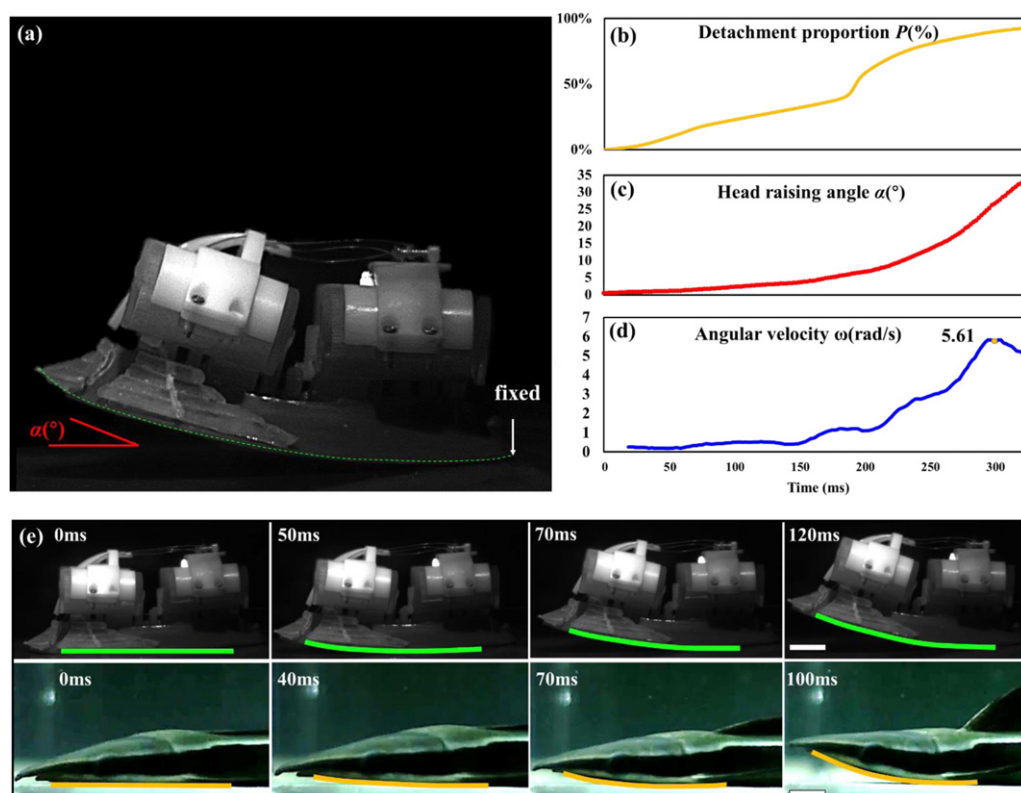 (a)
α(°)
fixed
(b)
Detachment proportion P(%)
100%
50%
0%
(c)
Head raising angle α(°)
35
30
25
20
15
10
5
0
(d)
Angular velocity ω(rad/s)
5.61
7
6
5
4
3
2
1
0
0 50 100 150 200 250 300
Time (ms)
(e)
0ms
50ms
70ms
120ms
0ms
40ms
70ms
100ms